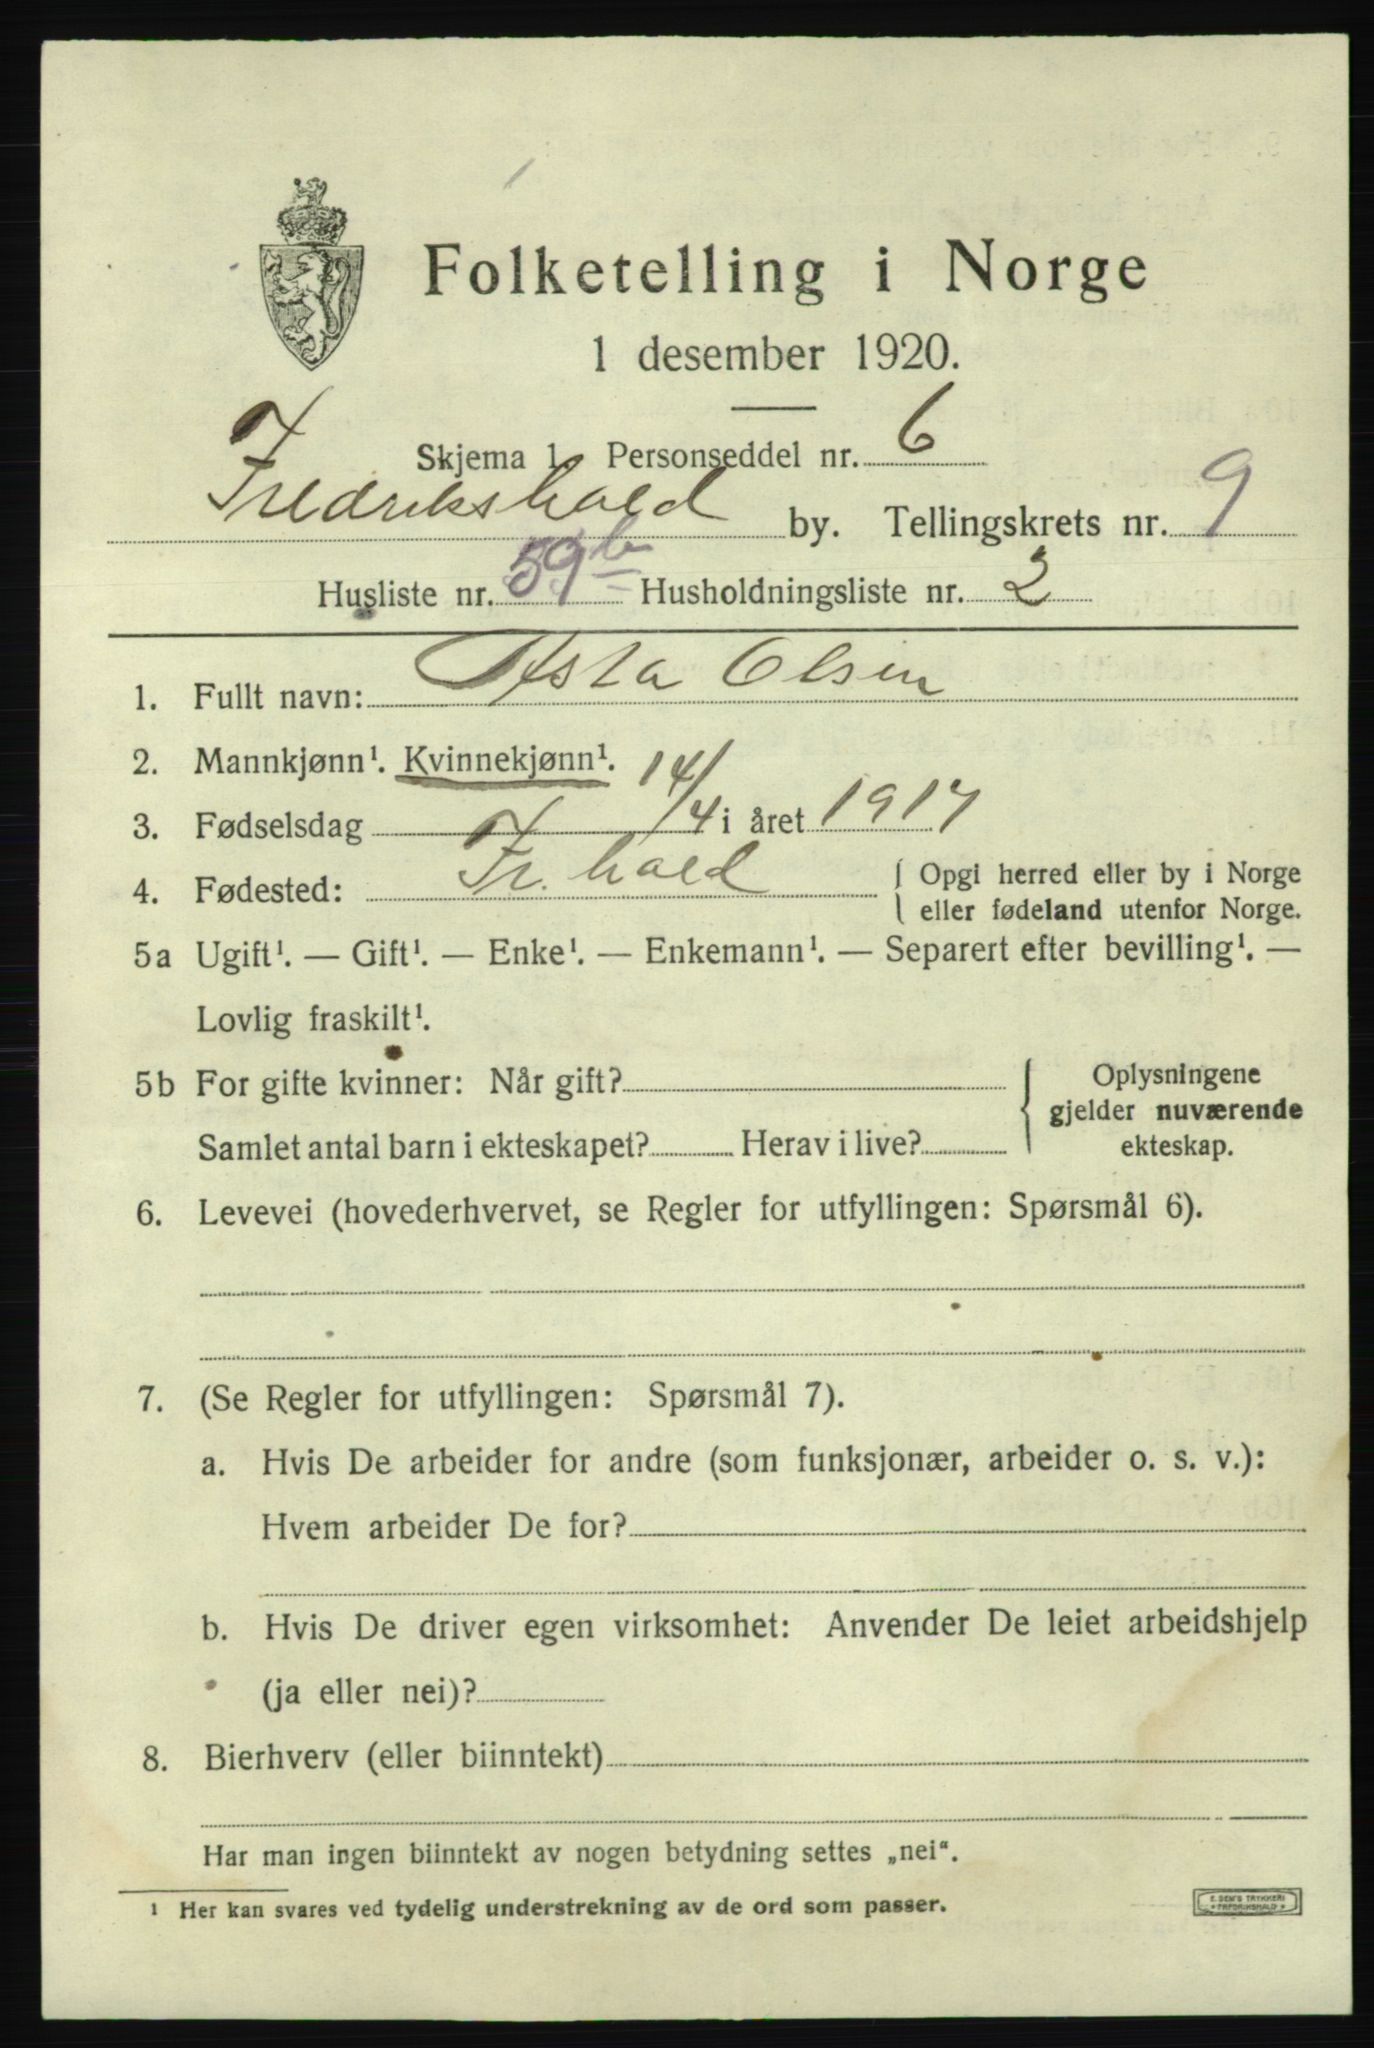 Folketelling i Norge
1 desember 1920.
Skjema 1 Personseddel nr. 6
Fredrikshald by. Tellingskrets nr. 9
Husliste nr. 59b Husholdningsliste nr. 2
1. Fullt navn: Asta Olsen
2. Mannkjønn¹. Kvinnekjønn¹.
3. Fødselsdag 14/4 i året 1917
4. Fødested: Fr.hald { Opgi herred eller by i Norge
eller fødeland utenfor Norge.
5a Ugift¹. — Gift¹. — Enke¹. — Enkemann¹. — Separert efter bevilling¹. —
Lovlig fraskilt¹.
5b For gifte kvinner: Når gift? { Oplysningene
gjelder nuværende
Samlet antal barn i ekteskapet? Herav i live? ekteskap.
6. Levevei (hovederhvervet, se Regler for utfyllingen: Spørsmål 6).
7. (Se Regler for utfyllingen: Spørsmål 7).
a. Hvis De arbeider for andre (som funksjonær, arbeider o. s. v.):
Hvem arbeider De for?
b. Hvis De driver egen virksomhet: Anvender De leiet arbeidshjelp
(ja eller nei)?
8. Bierhverv (eller biinntekt)
Har man ingen biinntekt av nogen betydning settes „nei“.
¹ Her kan svares ved tydelig understrekning av de ord som passer.
E. SEM'S TRYKKERI
FREDRIKSHALD